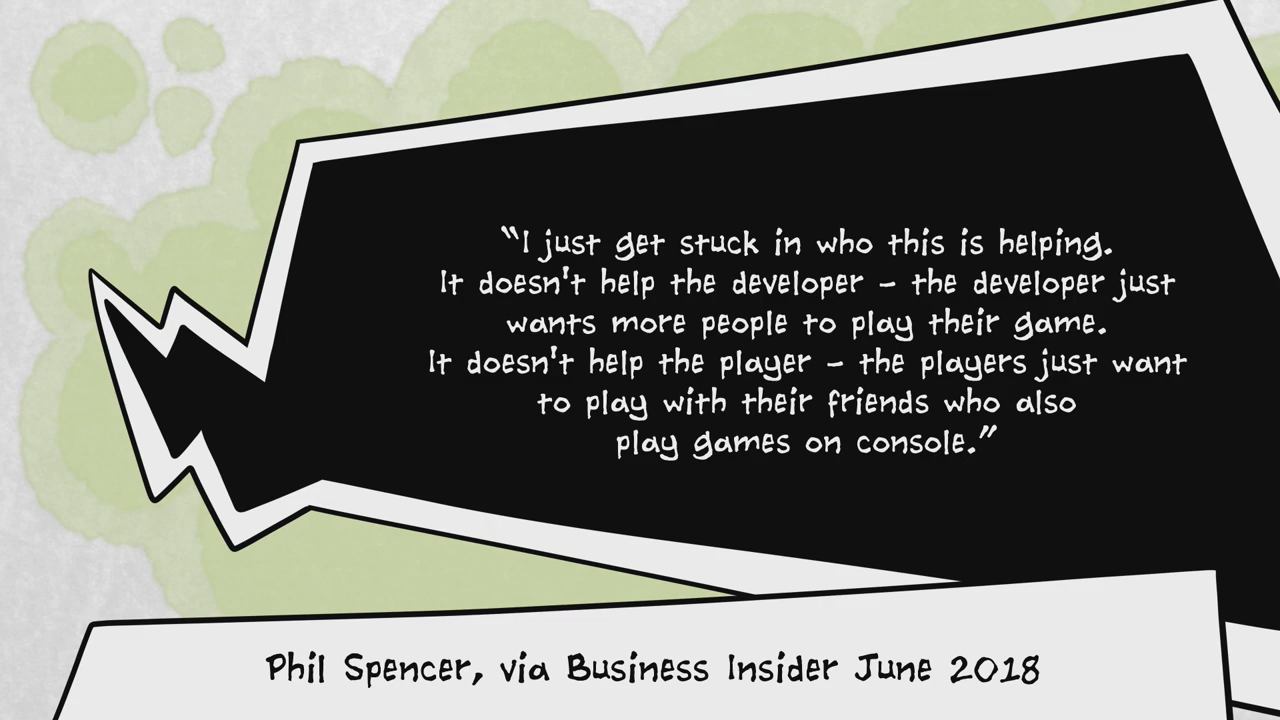 “I just get stuck in who this is helping.
It doesn't help the developer – the developer just
wants more people to play their game.
It doesn't help the player – the players just want
to play with their friends who also
play games on console.”
Phil Spencer, via Business Insider June 2018